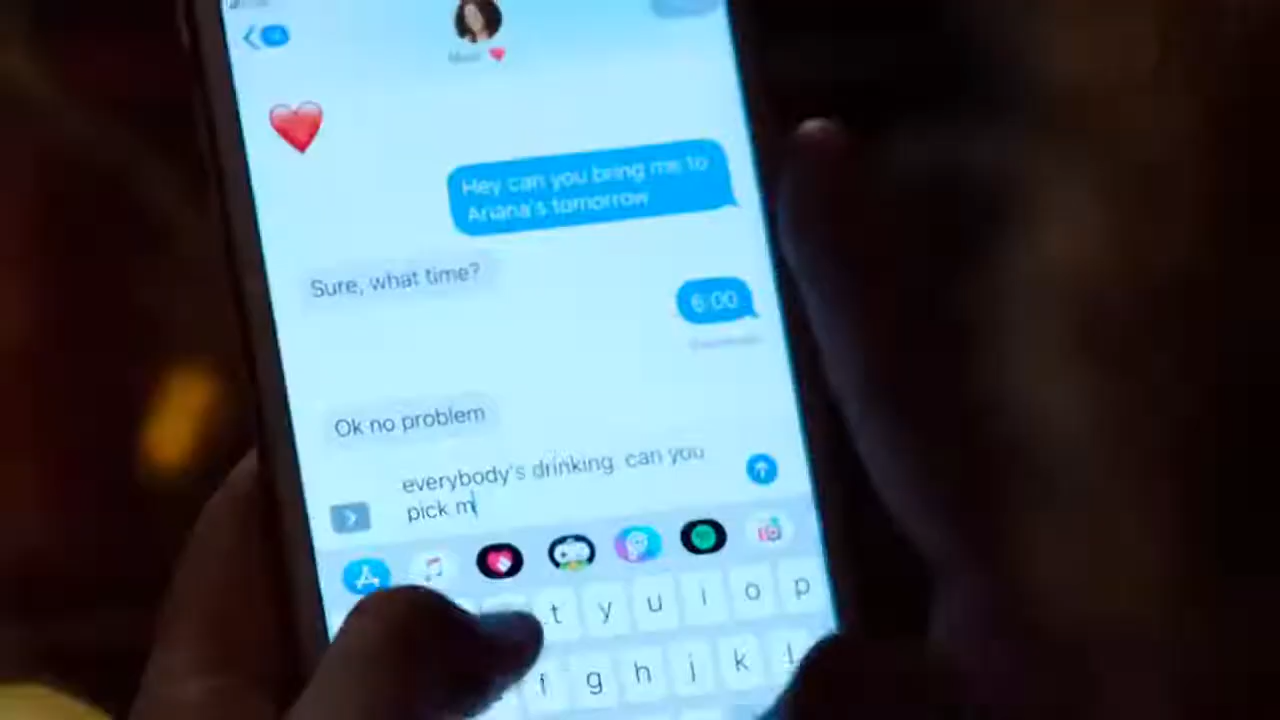 Hey can you bring me to
Ariana's tomorrow
Sure, what time?
6:00
Ok no problem
everybody's drinking. can you
pick m
t y u i o p
f g h j k l